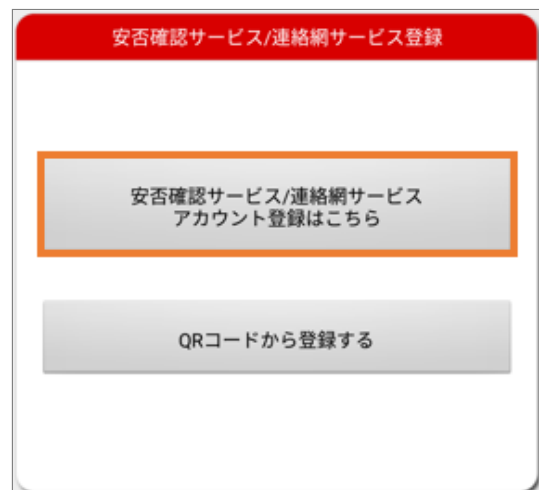 安否確認サービス/連絡網サービス登録
安否確認サービス/連絡網サービス
アカウント登録はこちら
QRコードから登録する